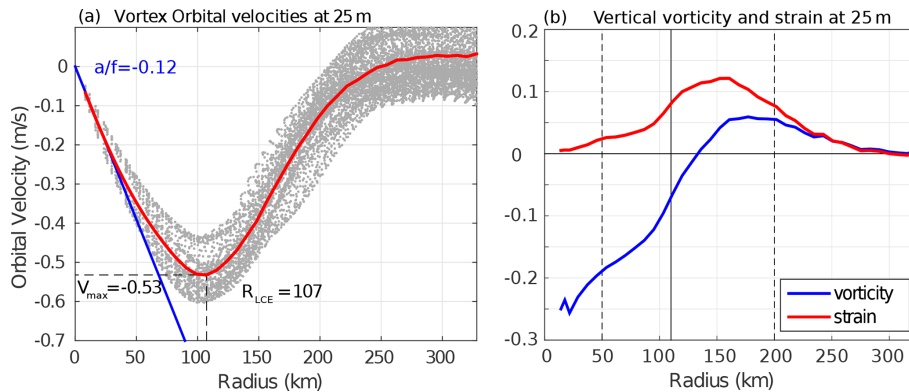 (a) Vortex Orbital velocities at 25 m
0
-0.1
-0.2
-0.3
-0.4
-0.5
-0.6
-0.7
Orbital Velocity (m/s)
a/f=-0.12
Vmax=-0.53
RLCE = 107
0 50 100 150 200 250 300
Radius (km)
(b) Vertical vorticity and strain at 25 m
0.2
0.1
0
-0.1
-0.2
-0.3
vorticity
strain
0 50 100 150 200 250 300
Radius (km)